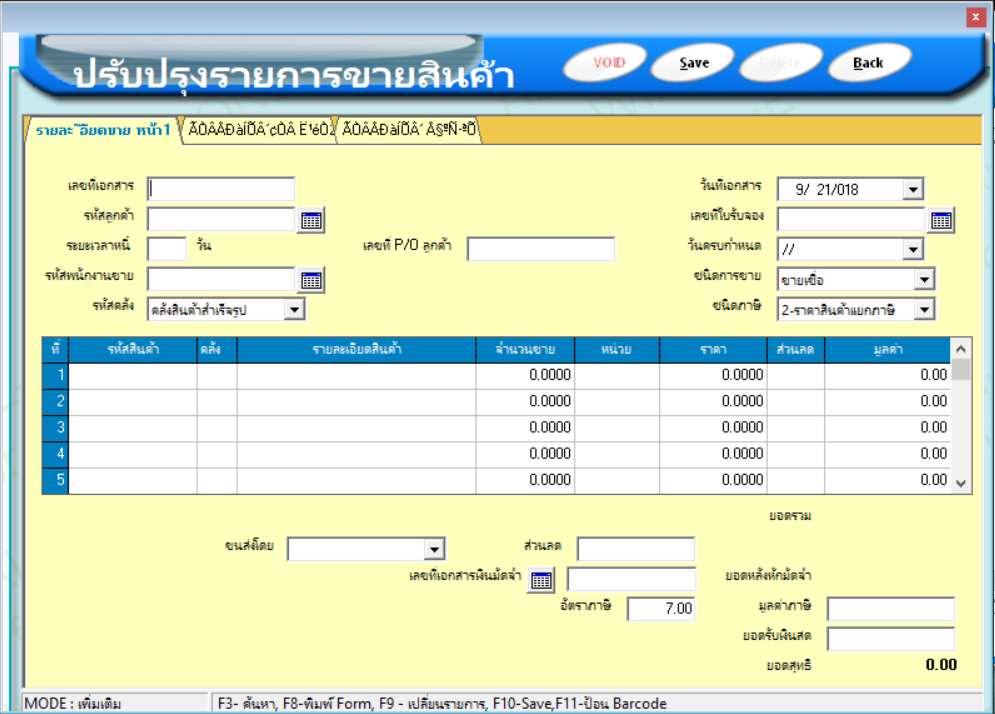 ปรับปรุงรายการขายสินค้า
VOID Save Delete Back
รายละเอียดขาย หน้า1
เลขที่เอกสาร วันที่เอกสาร 9/ 21/018
รหัสลูกค้า เลขที่ใบรับจอง
ระยะเวลาหนี้ วัน เลขที่ P/O ลูกค้า วันครบกำหนด //
รหัสพนักงานขาย ชนิดการขาย ขายเชื่อ
รหัสคลัง คลังสินค้าสำเร็จรูป ชนิดภาษี 2-ราคาสินค้าแยกภาษี
ที่ รหัสสินค้า คลัง รายละเอียดสินค้า จำนวนขาย หน่วย ราคา ส่วนลด มูลค่า
1 0.0000 0.0000 0.00
2 0.0000 0.0000 0.00
3 0.0000 0.0000 0.00
4 0.0000 0.0000 0.00
5 0.0000 0.0000 0.00
ยอดรวม
ขนส่งโดย ส่วนลด
เลขที่เอกสารเงินมัดจำ ยอดหลังหักมัดจำ
อัตราภาษี 7.00 มูลค่าภาษี
ยอดรับเงินสด
ยอดสุทธิ 0.00
MODE : เพิ่มเติม F3- ค้นหา, F8-พิมพ์ Form, F9 - เปลี่ยนรายการ, F10-Save,F11-ป้อน Barcode